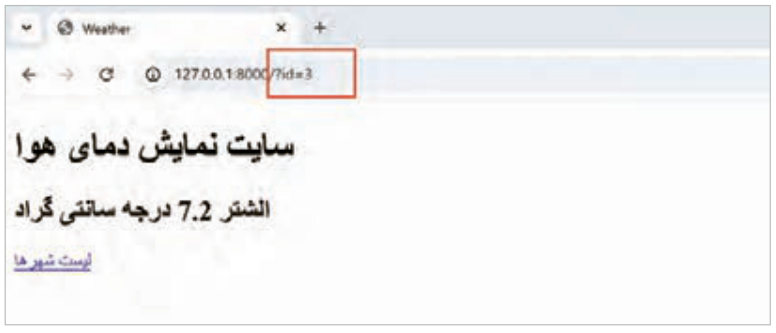 Weather
127.0.0.1:8000/?id=3
سایت نمایش دمای هوا
الشتر 7.2 درجه سانتی گراد
لیست شهر ها